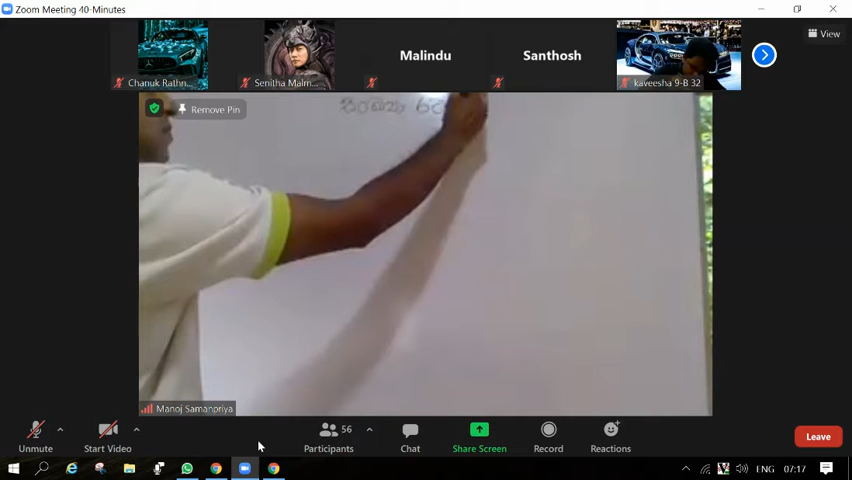 Zoom Meeting 40-Minutes
View
Chanuk Rathn...
Senitha Malm...
Malindu
Santhosh
kaveesha 9-B 32
Remove Pin
Manoj Samanpriya
Unmute
Start Video
56
Participants
Chat
Share Screen
Record
Reactions
Leave
ENG
07:17